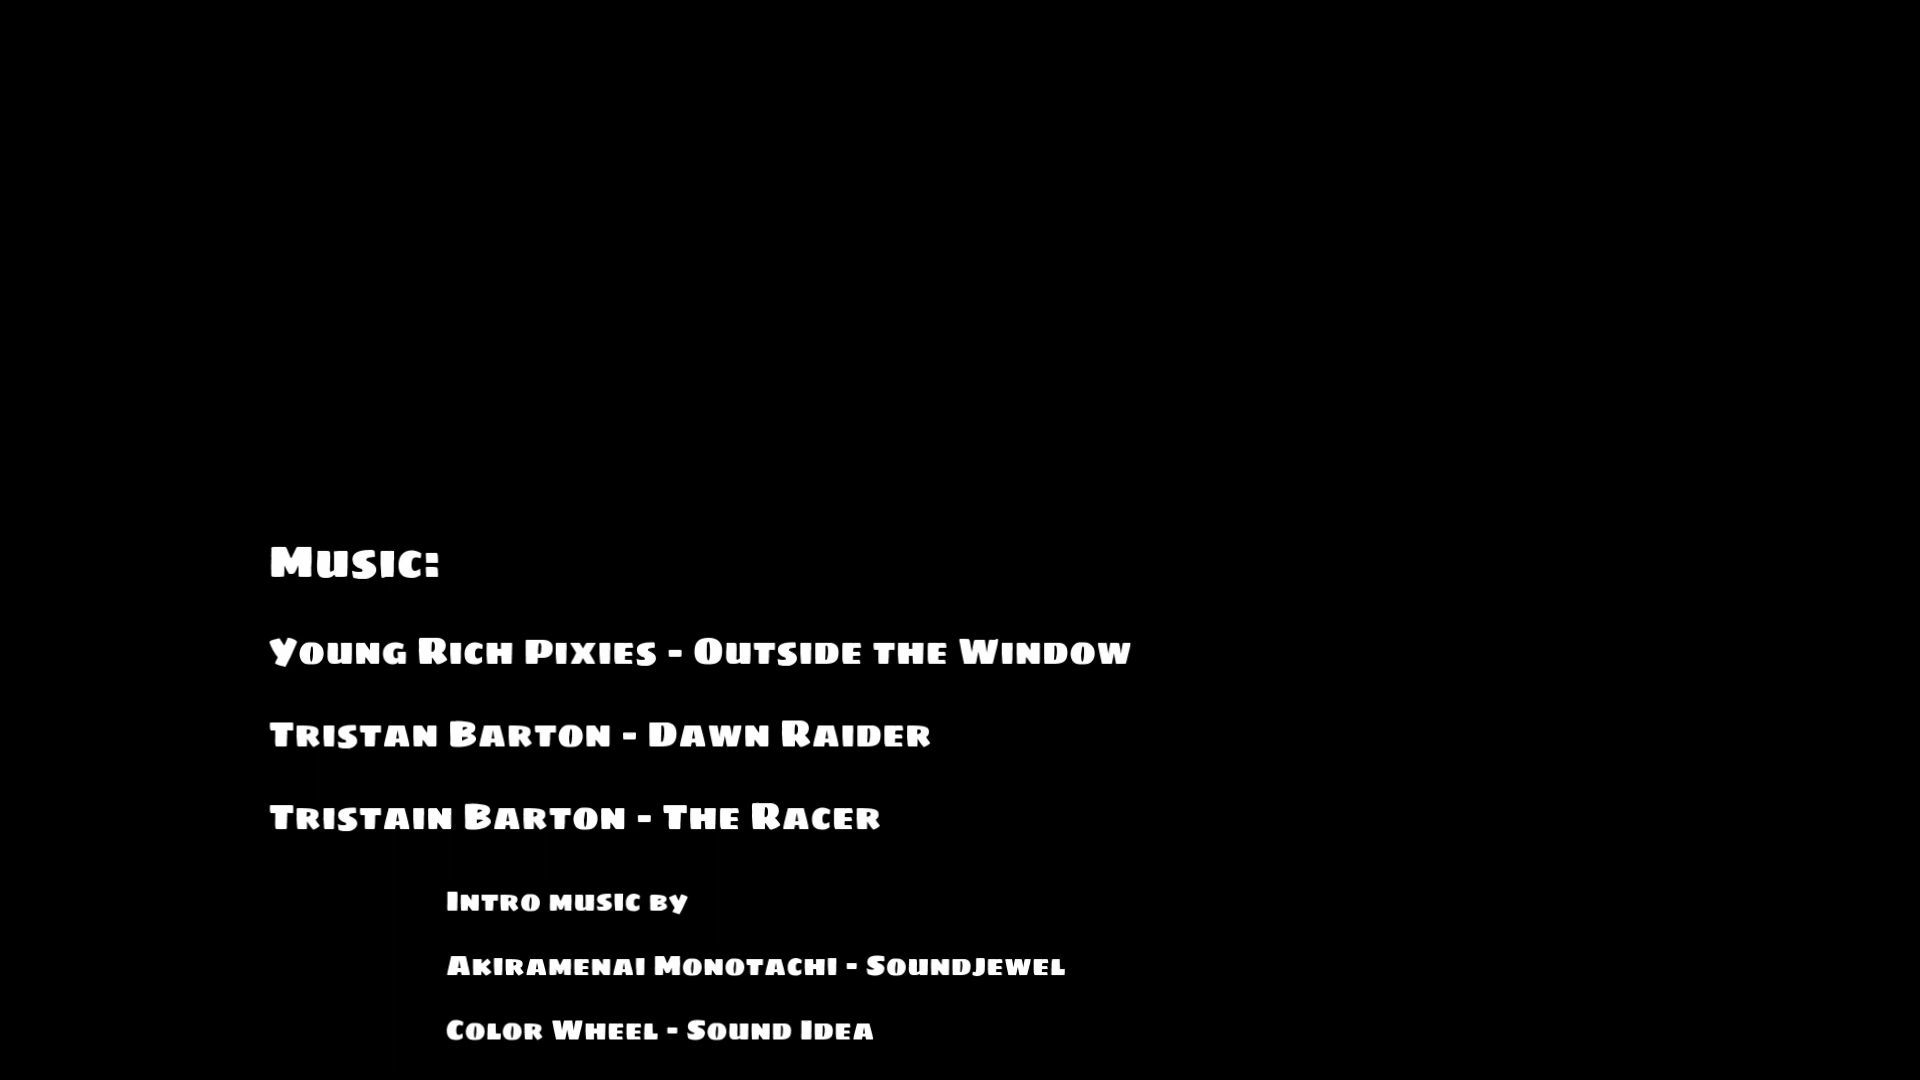 Music:
Young Rich Pixies - Outside the Window
Tristan Barton - Dawn Raider
Tristain Barton - The Racer
Intro music by
Akiramenai Monotachi - Soundjewel
Color Wheel - Sound Idea